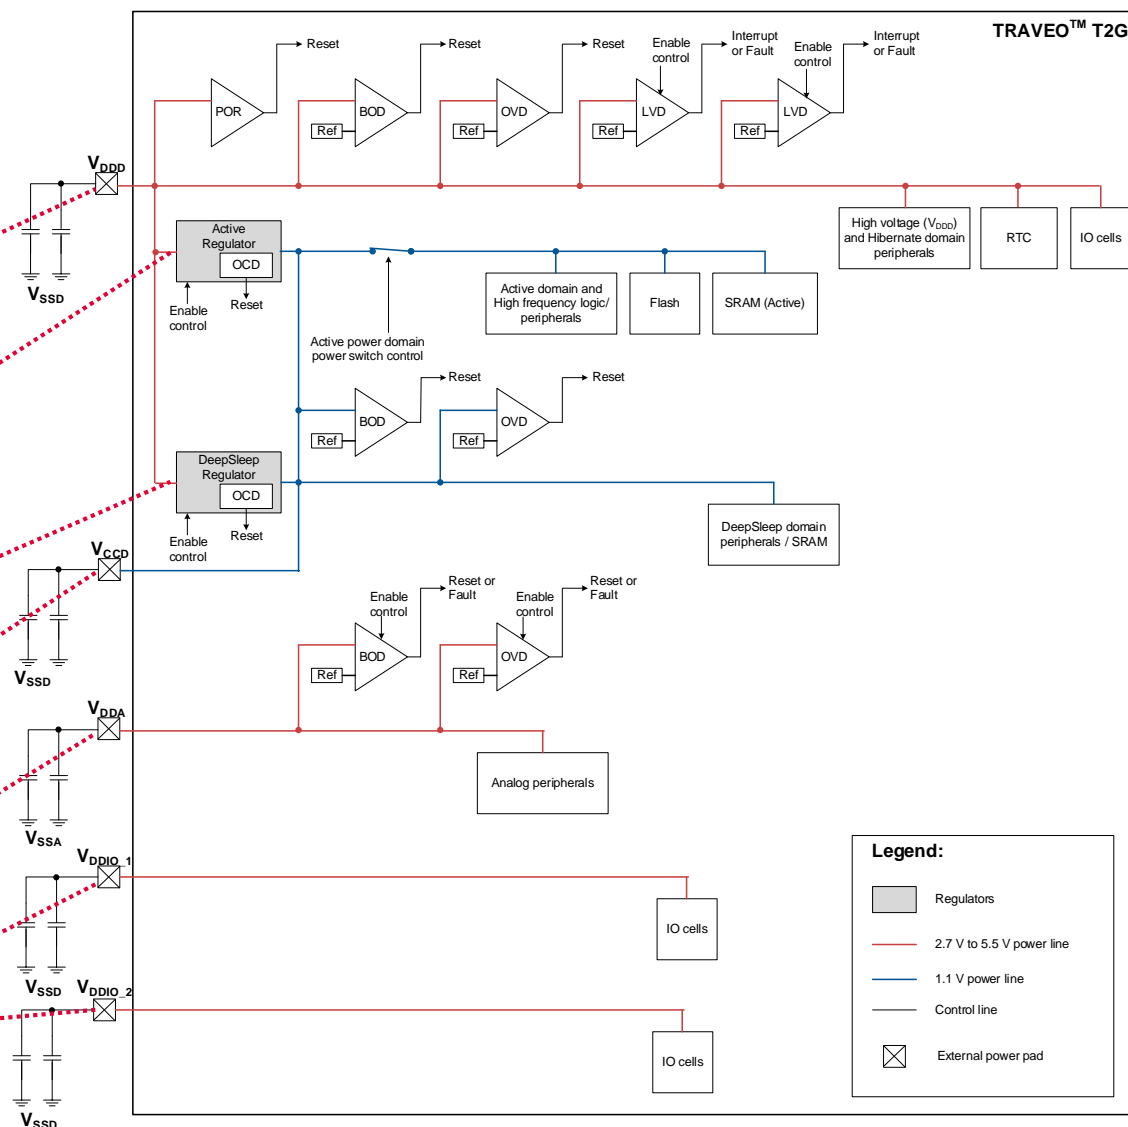 TRAVEO™ T2G
Reset
Reset
Reset
Enable
control
Interrupt
or Fault
Enable
control
Interrupt
or Fault
POR
BOD
OVD
LVD
LVD
Ref
Ref
Ref
Ref
VDDD
VSSD
Active
Regulator
OCD
Enable
control
Reset
High voltage (VDDD)
and Hibernate domain
peripherals
RTC
IO cells
Active domain and
High frequency logic/
peripherals
Flash
SRAM (Active)
Active power domain
power switch control
Reset
Reset
BOD
OVD
Ref
Ref
DeepSleep
Regulator
OCD
Enable
control
Reset
DeepSleep domain
peripherals / SRAM
VCCD
VSSD
Enable
control
Reset or
Fault
Enable
control
Reset or
Fault
BOD
OVD
Ref
Ref
VDDA
VSSA
Analog peripherals
VDDIO_1
VSSD
IO cells
VDDIO_2
VSSD
IO cells
Legend:
Regulators
2.7 V to 5.5 V power line
1.1 V power line
Control line
External power pad